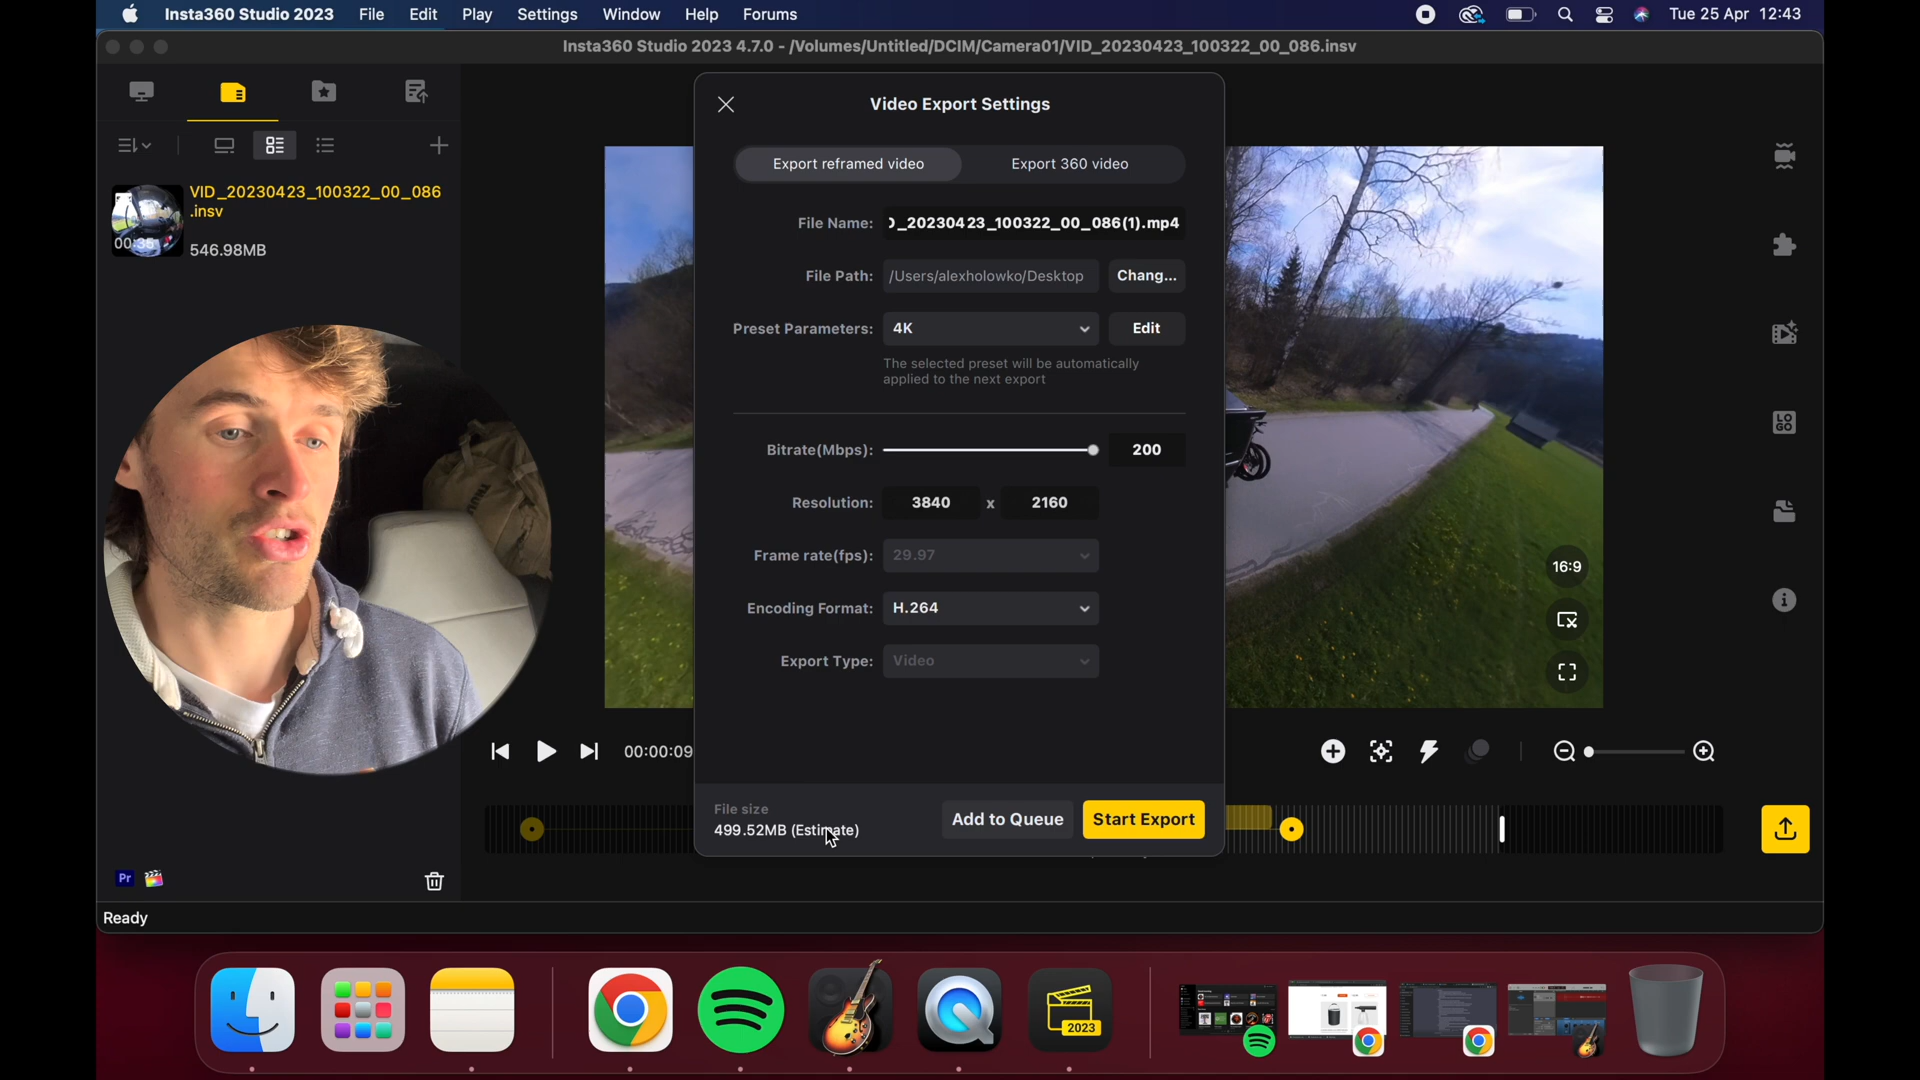 Insta360 Studio 2023 File Edit Play Settings Window Help Forums Tue 25 Apr 12:43
Insta360 Studio 2023 4.7.0 - /Volumes/Untitled/DCIM/Camera01/VID_20230423_100322_00_086.insv
Video Export Settings
Export reframed video Export 360 video
VID_20230423_100322_00_086
.insv
00:35
546.98MB
File Name: _20230423_100322_00_086(1).mp4
File Path: /Users/alexholowko/Desktop Chang...
Preset Parameters: 4K Edit
The selected preset will be automatically
applied to the next export
Bitrate(Mbps): 200
LOGO
Resolution: 3840 x 2160
Frame rate(fps): 29.97
16:9
Encoding Format: H.264
Export Type: Video
00:00:09
File size
499.52MB (Estimate)
Add to Queue Start Export
Pr
Ready
2023